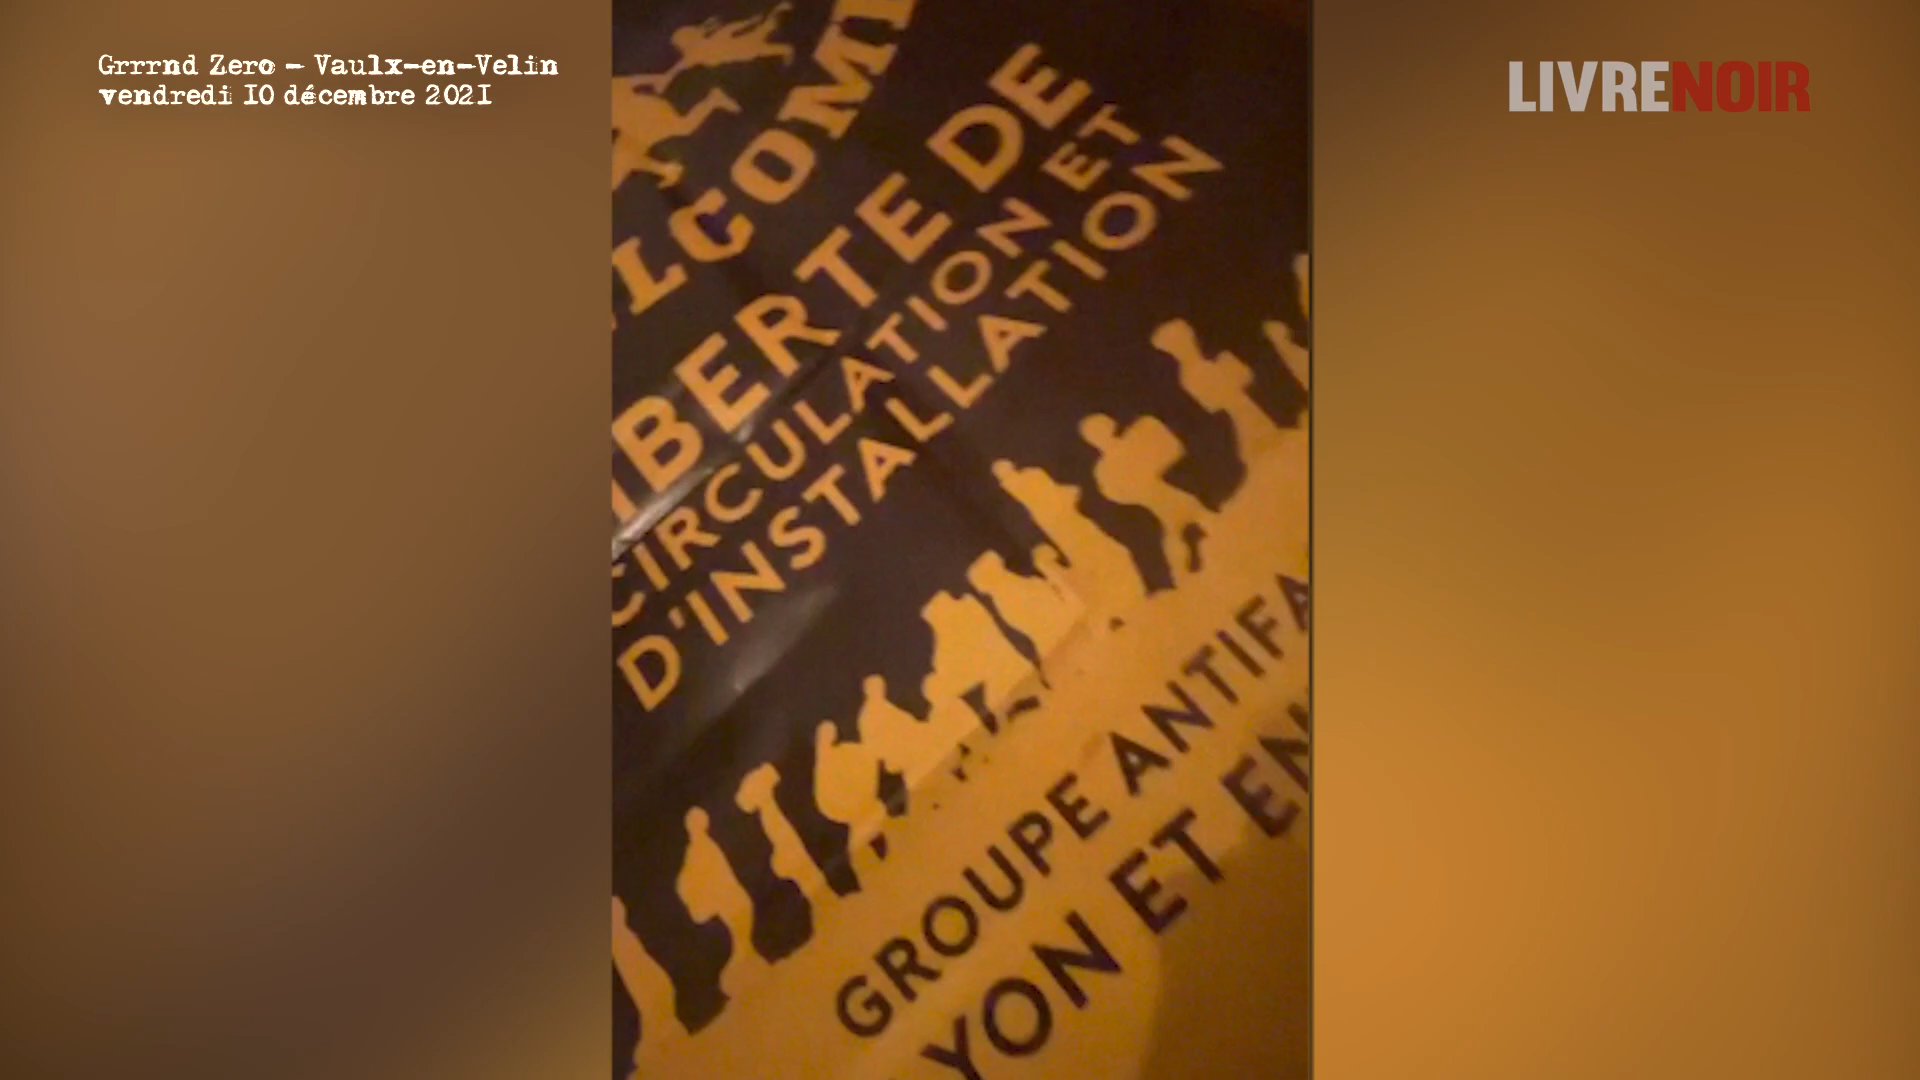 Grrrnd Zero - Vaulx-en-Velin
vendredi 10 décembre 2021
LIVRENOIR
LCOM
IBERTE DE
CIRCULATION ET
D'INSTALLATION
GROUPE ANTIFA
YON ET EN